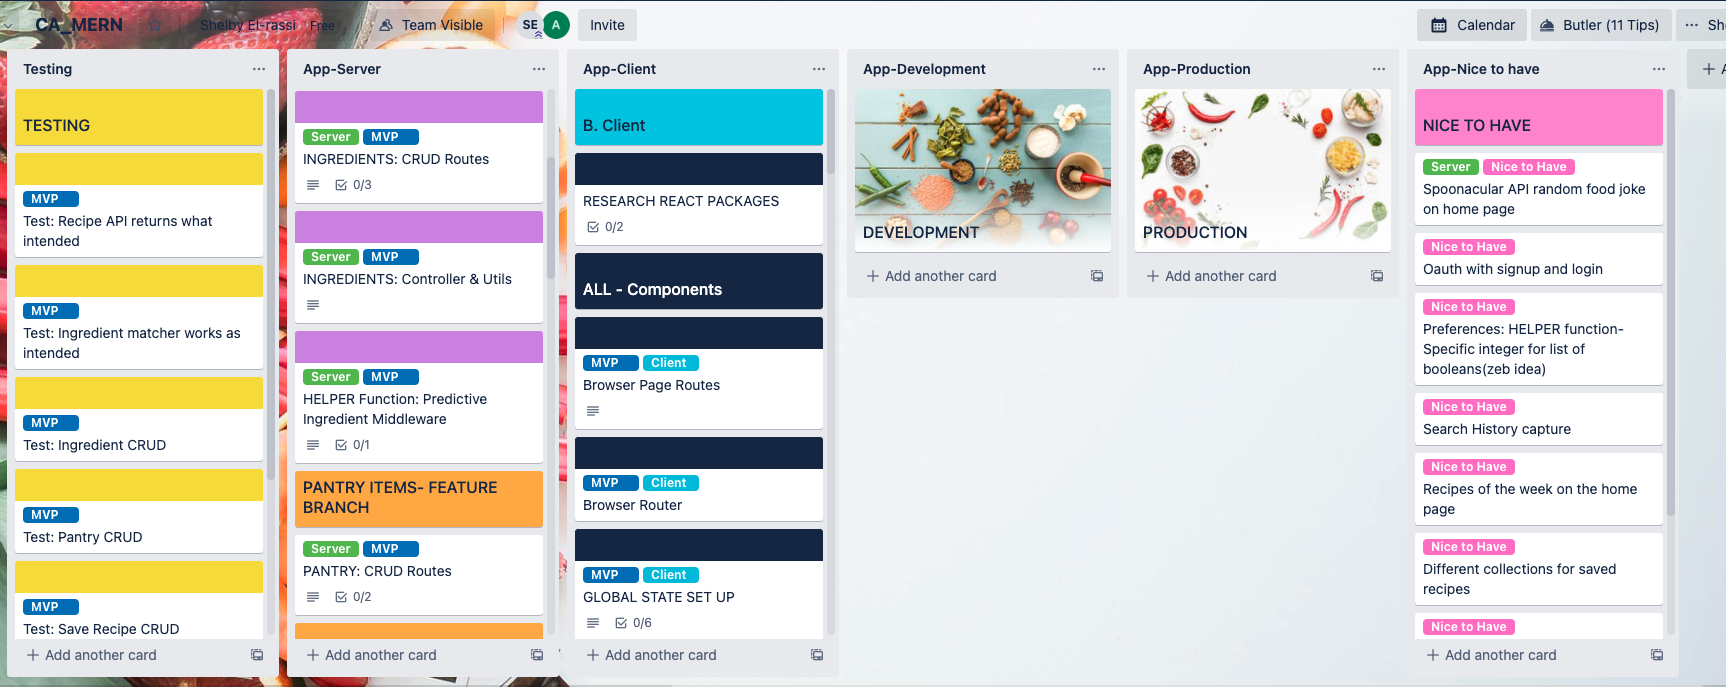 CA_MERN
Shelby El-rassi
Free
Team Visible
SE
A
Invite
Calendar
Butler (11 Tips)
Testing
TESTING
MVP
Test: Recipe API returns what
intended
MVP
Test: Ingredient matcher works as
intended
MVP
Test: Ingredient CRUD
MVP
Test: Pantry CRUD
MVP
Test: Save Recipe CRUD
Add another card
App-Server
Server MVP
INGREDIENTS: CRUD Routes
0/3
Server MVP
INGREDIENTS: Controller & Utils
Server MVP
HELPER Function: Predictive
Ingredient Middleware
0/1
PANTRY ITEMS- FEATURE
BRANCH
Server MVP
PANTRY: CRUD Routes
0/2
Add another card
App-Client
B. Client
RESEARCH REACT PACKAGES
0/2
ALL - Components
MVP Client
Browser Page Routes
MVP Client
Browser Router
MVP Client
GLOBAL STATE SET UP
0/6
Add another card
App-Development
DEVELOPMENT
Add another card
App-Production
PRODUCTION
Add another card
App-Nice to have
NICE TO HAVE
Server Nice to Have
Spoonacular API random food joke
on home page
Nice to Have
Oauth with signup and login
Nice to Have
Preferences: HELPER function-
Specific integer for list of
booleans(zeb idea)
Nice to Have
Search History capture
Nice to Have
Recipes of the week on the home
page
Nice to Have
Different collections for saved
recipes
Nice to Have
Add another card